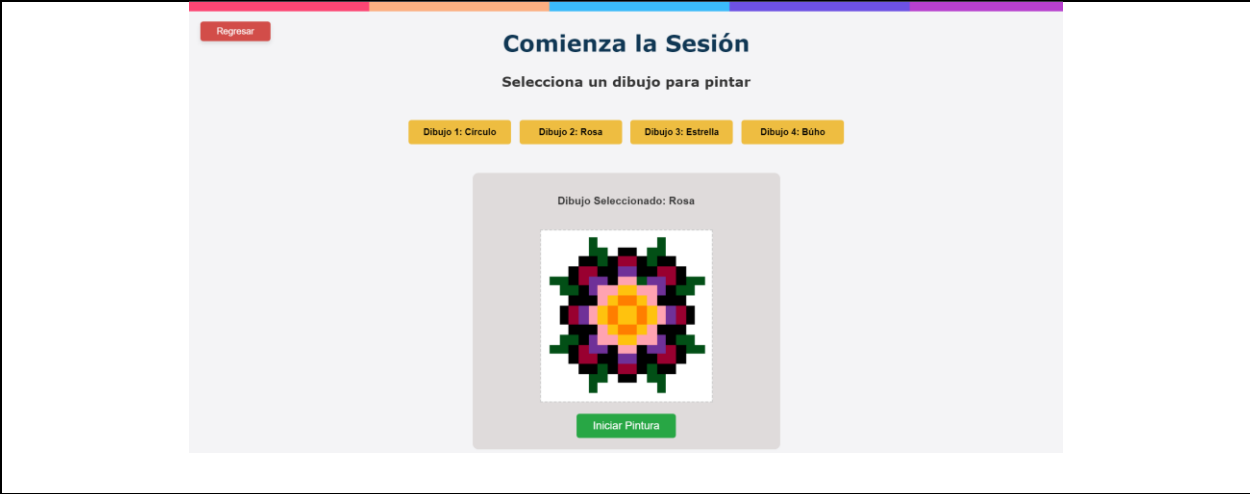 Regresar
Comienza la Sesión
Selecciona un dibujo para pintar
Dibujo 1: Círculo
Dibujo 2: Rosa
Dibujo 3: Estrella
Dibujo 4: Búho
Dibujo Seleccionado: Rosa
Iniciar Pintura